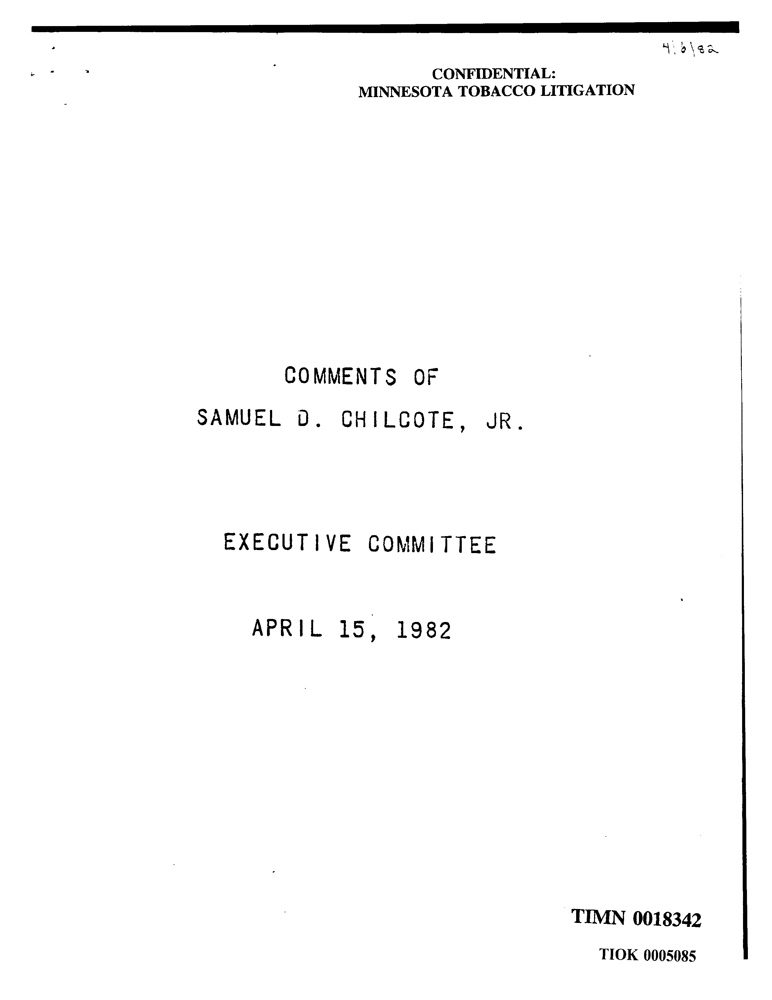 4/6/82
CONFIDENTIAL:
MINNESOTA TOBACCO LITIGATION
COMMENTS OF
SAMUEL D. CHILCOTE, JR.
EXECUTIVE COMMITTEE
APRIL 15, 1982
TIMN 0018342
TIOK 0005085